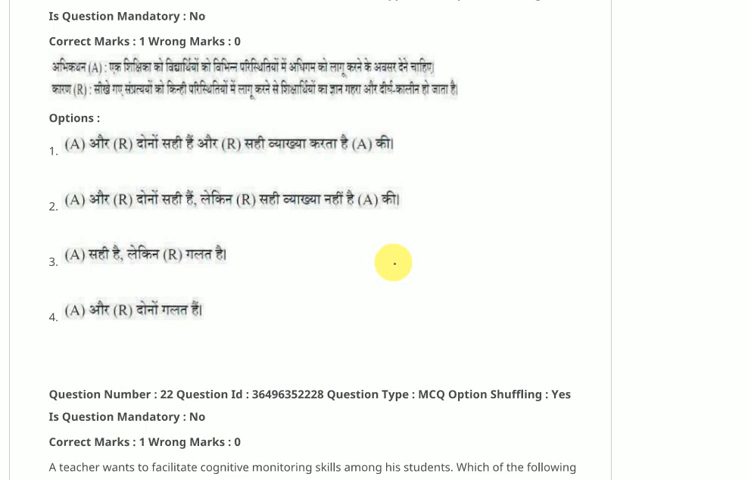 Is Question Mandatory : No
Correct Marks : 1 Wrong Marks : 0
अभिकथन (A) : एक शिक्षिका को विद्यार्थियों को विभिन्न परिस्थितियों में अधिगम को लागू करने के अवसर देने चाहिए|
कारण (R) : सीखे गए संप्रत्ययों को किन्ही परिस्थितियों में लागू करने से शिक्षार्थियों का ज्ञान गहरा और दीर्घ-कालीन हो जाता है|
Options :
1. (A) और (R) दोनों सही हैं और (R) सही व्याख्या करता है (A) की|
2. (A) और (R) दोनों सही हैं, लेकिन (R) सही व्याख्या नहीं है (A) की|
3. (A) सही है, लेकिन (R) गलत है|
4. (A) और (R) दोनों गलत हैं|
Question Number : 22 Question Id : 36496352228 Question Type : MCQ Option Shuffling : Yes
Is Question Mandatory : No
Correct Marks : 1 Wrong Marks : 0
A teacher wants to facilitate cognitive monitoring skills among his students. Which of the following